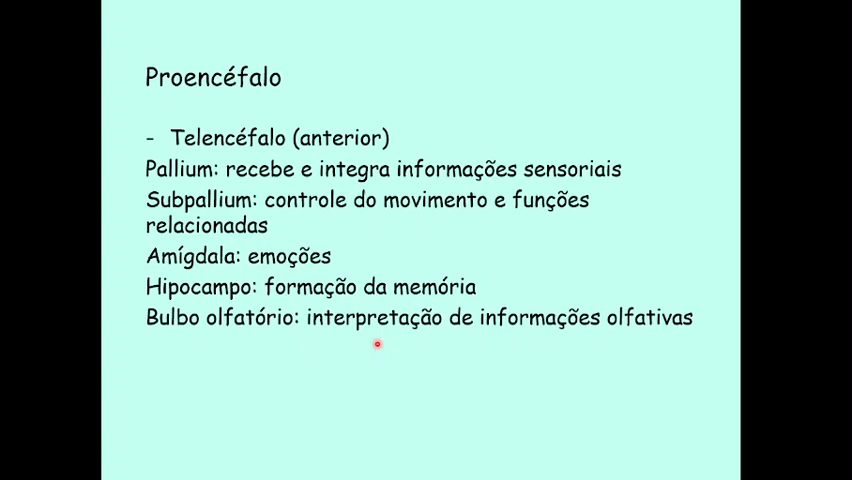 Proencéfalo
- Telencéfalo (anterior)
Pallium: recebe e integra informações sensoriais
Subpallium: controle do movimento e funções
relacionadas
Amígdala: emoções
Hipocampo: formação da memória
Bulbo olfatório: interpretação de informações olfativas